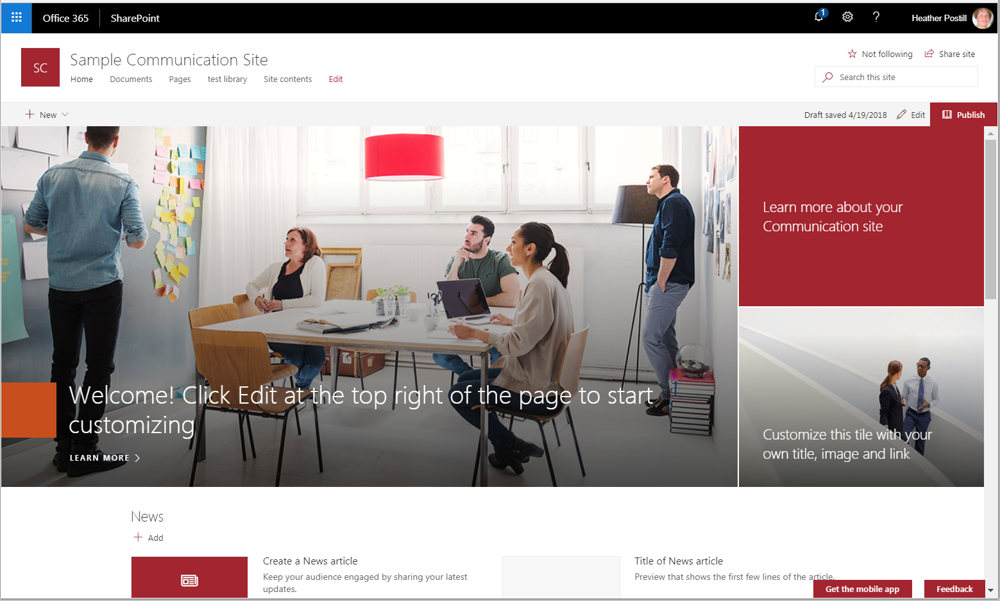 Office 365
SharePoint
1
?
Heather Postill
SC
Sample Communication Site
Not following
Share site
Home
Documents
Pages
test library
Site contents
Edit
Search this site
New
Draft saved 4/19/2018
Edit
Publish
Learn more about your
Communication site
Welcome! Click Edit at the top right of the page to start
customizing
LEARN MORE
Customize this tile with your
own title, image and link
News
Add
Create a News article
Keep your audience engaged by sharing your latest
updates.
Title of News article
Preview that shows the first few lines of the article.
Get the mobile app
Feedback